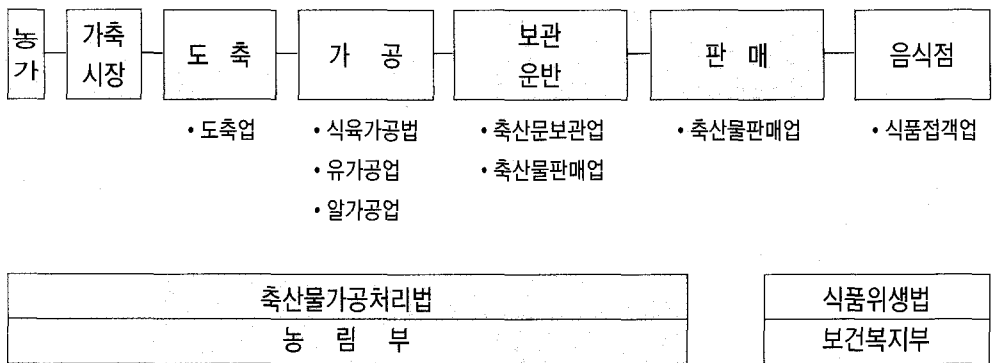 농가
가축시장
도 축
가 공
보관
운반
판 매
음식점
• 도축업
• 식육가공법
• 축산문보관업
• 축산물판매업
• 식품접객업
• 유가공업
• 축산물판매업
• 알가공업
축산물가공처리법
식품위생법
농 림 부
보건복지부